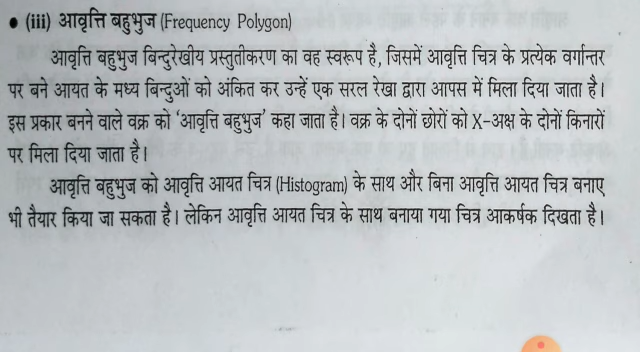 • (iii) आवृत्ति बहुभुज (Frequency Polygon)
आवृत्ति बहुभुज बिन्दुरेखीय प्रस्तुतीकरण का वह स्वरूप है, जिसमें आवृत्ति चित्र के प्रत्येक वर्गान्तर
पर बने आयत के मध्य बिन्दुओं को अंकित कर उन्हें एक सरल रेखा द्वारा आपस में मिला दिया जाता है।
इस प्रकार बनने वाले वक्र को ‘आवृत्ति बहुभुज’ कहा जाता है। वक्र के दोनों छोरों को X–अक्ष के दोनों किनारों
पर मिला दिया जाता है।
आवृत्ति बहुभुज को आवृत्ति आयत चित्र (Histogram) के साथ और बिना आवृत्ति आयत चित्र बनाए
भी तैयार किया जा सकता है। लेकिन आवृत्ति आयत चित्र के साथ बनाया गया चित्र आकर्षक दिखता है।